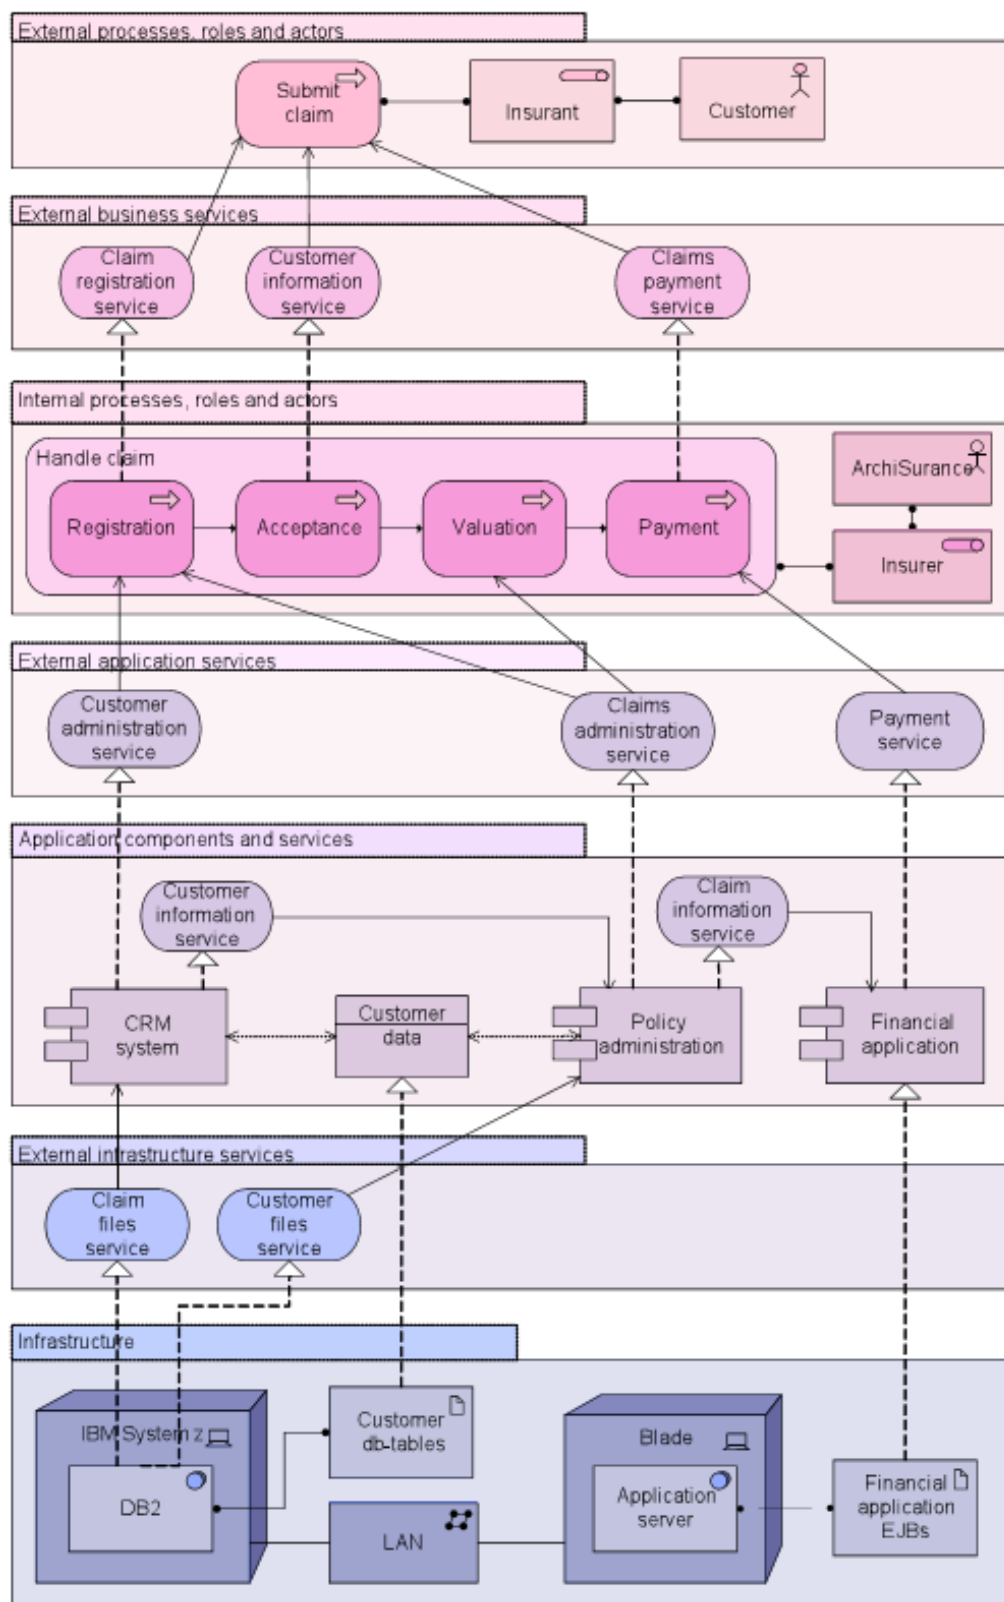 External processes, roles and actors
Submit
claim
Insurant
Customer
External business services
Claim
registration
service
Customer
information
service
Claims
payment
service
Internal processes, roles and actors
Handle claim
Registration
Acceptance
Valuation
Payment
ArchiSurance
Insurer
External application services
Customer
administration
service
Claims
administration
service
Payment
service
Application components and services
Customer
information
service
Claim
information
service
CRM
system
Customer
data
Policy
administration
Financial
application
External infrastructure services
Claim
files
service
Customer
files
service
Infrastructure
IBM System z
DB2
Customer
db-tables
LAN
Blade
Application
server
Financial
application
EJBs